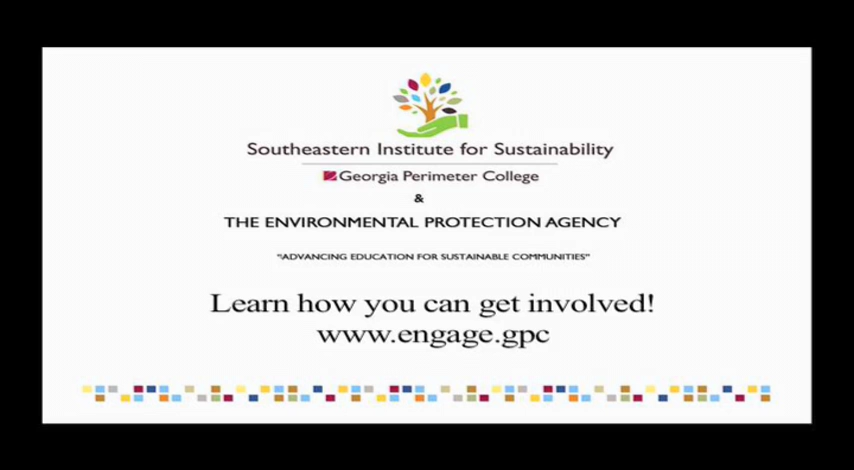 Southeastern Institute for Sustainability
Georgia Perimeter College
&
THE ENVIRONMENTAL PROTECTION AGENCY
"ADVANCING EDUCATION FOR SUSTAINABLE COMMUNITIES"
Learn how you can get involved!
www.engage.gpc